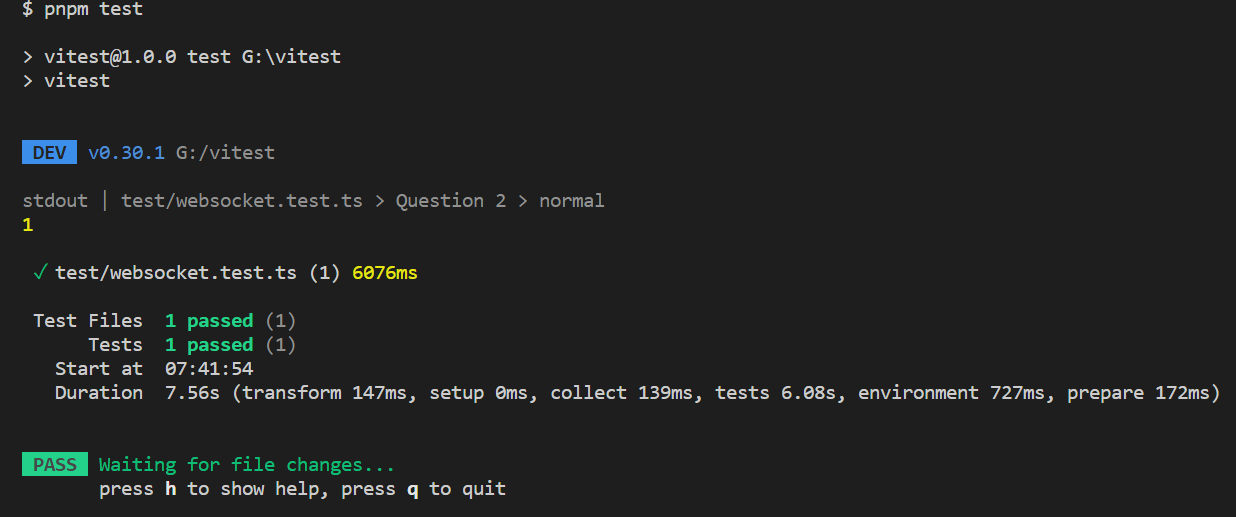 $ pnpm test
> vitest@1.0.0 test G:\vitest
> vitest
DEV v0.30.1 G:/vitest
stdout | test/websocket.test.ts > Question 2 > normal
1
✓ test/websocket.test.ts (1) 6076ms
Test Files 1 passed (1)
Tests 1 passed (1)
Start at 07:41:54
Duration 7.56s (transform 147ms, setup 0ms, collect 139ms, tests 6.08s, environment 727ms, prepare 172ms)
PASS Waiting for file changes...
press h to show help, press q to quit